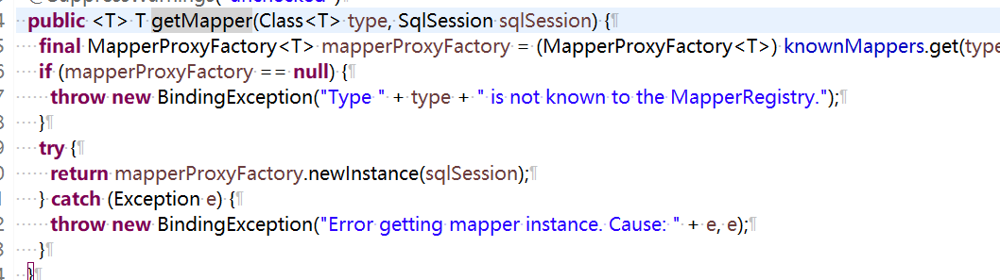 @SuppressWarnings("unchecked")
public <T> T getMapper(Class<T> type, SqlSession sqlSession) {
final MapperProxyFactory<T> mapperProxyFactory = (MapperProxyFactory<T>) knownMappers.get(type
if (mapperProxyFactory == null) {
throw new BindingException("Type " + type + " is not known to the MapperRegistry.");
}
try {
return mapperProxyFactory.newInstance(sqlSession);
} catch (Exception e) {
throw new BindingException("Error getting mapper instance. Cause: " + e, e);
}
}